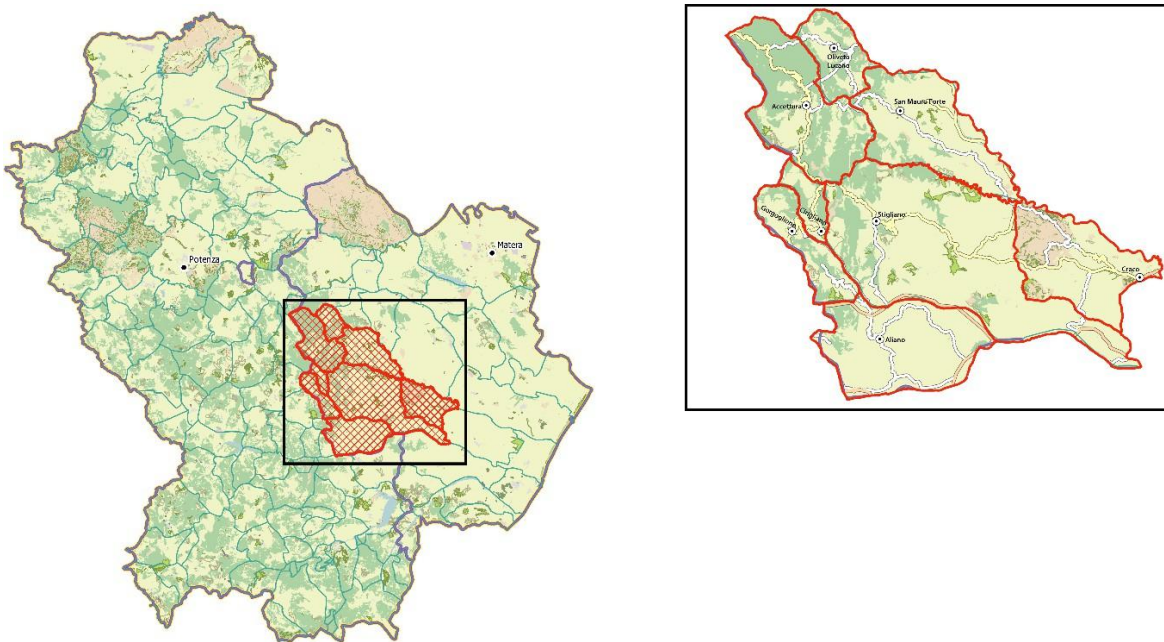 Potenza
Matera
Oliveto
Lucano
Accettura
San Mauro Forte
Gorgoglione
Cirigliano
Stigliano
Craco
Aliano